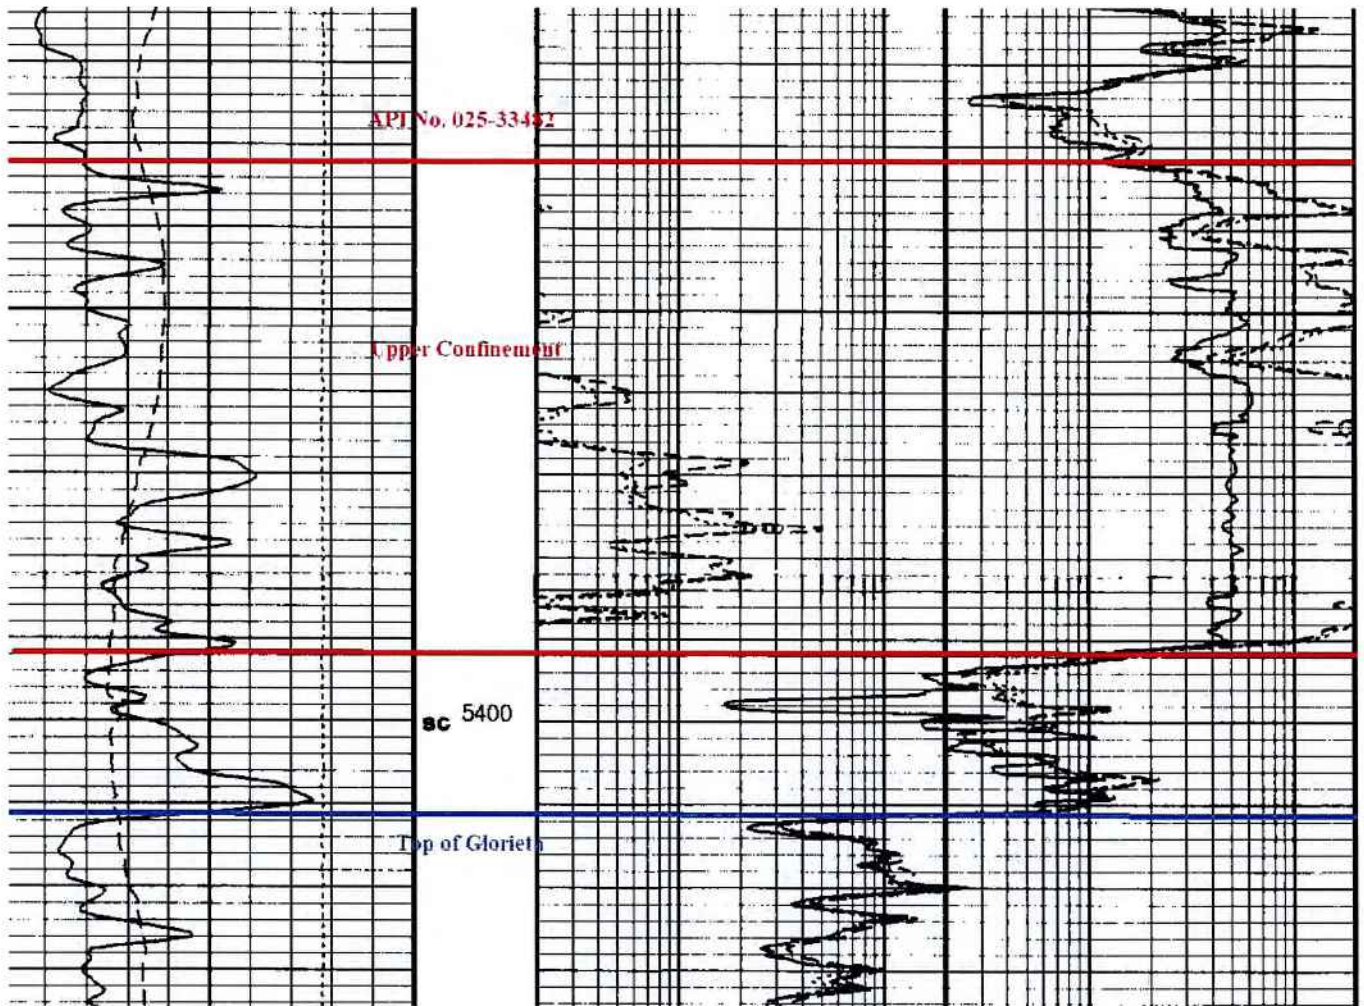 API No. 025-33482
Upper Confinement
SC 5400
Top of Glorieta